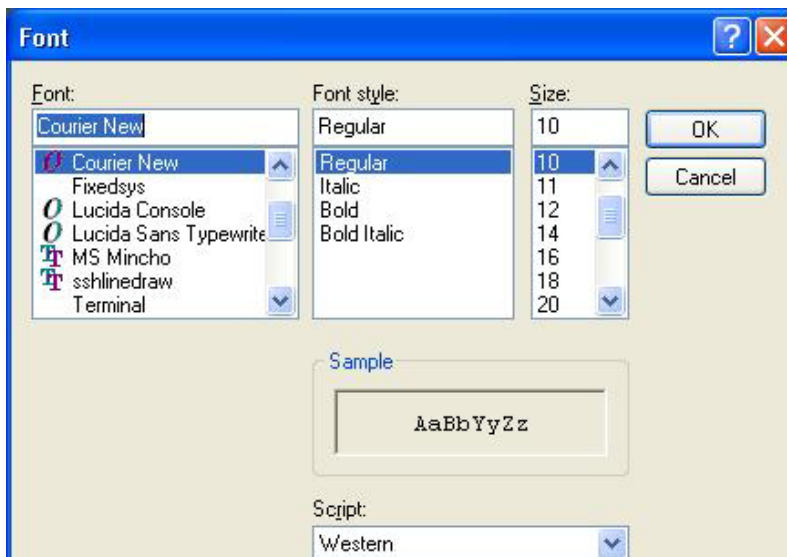 Font
Font:
Courier New
Courier New
Fixedsys
Lucida Console
Lucida Sans Typewrite
MS Mincho
sshlinedraw
Terminal
Font style:
Regular
Regular
Italic
Bold
Bold Italic
Size:
10
10
11
12
14
16
18
20
OK
Cancel
Sample
AaBbYyZz
Script:
Western